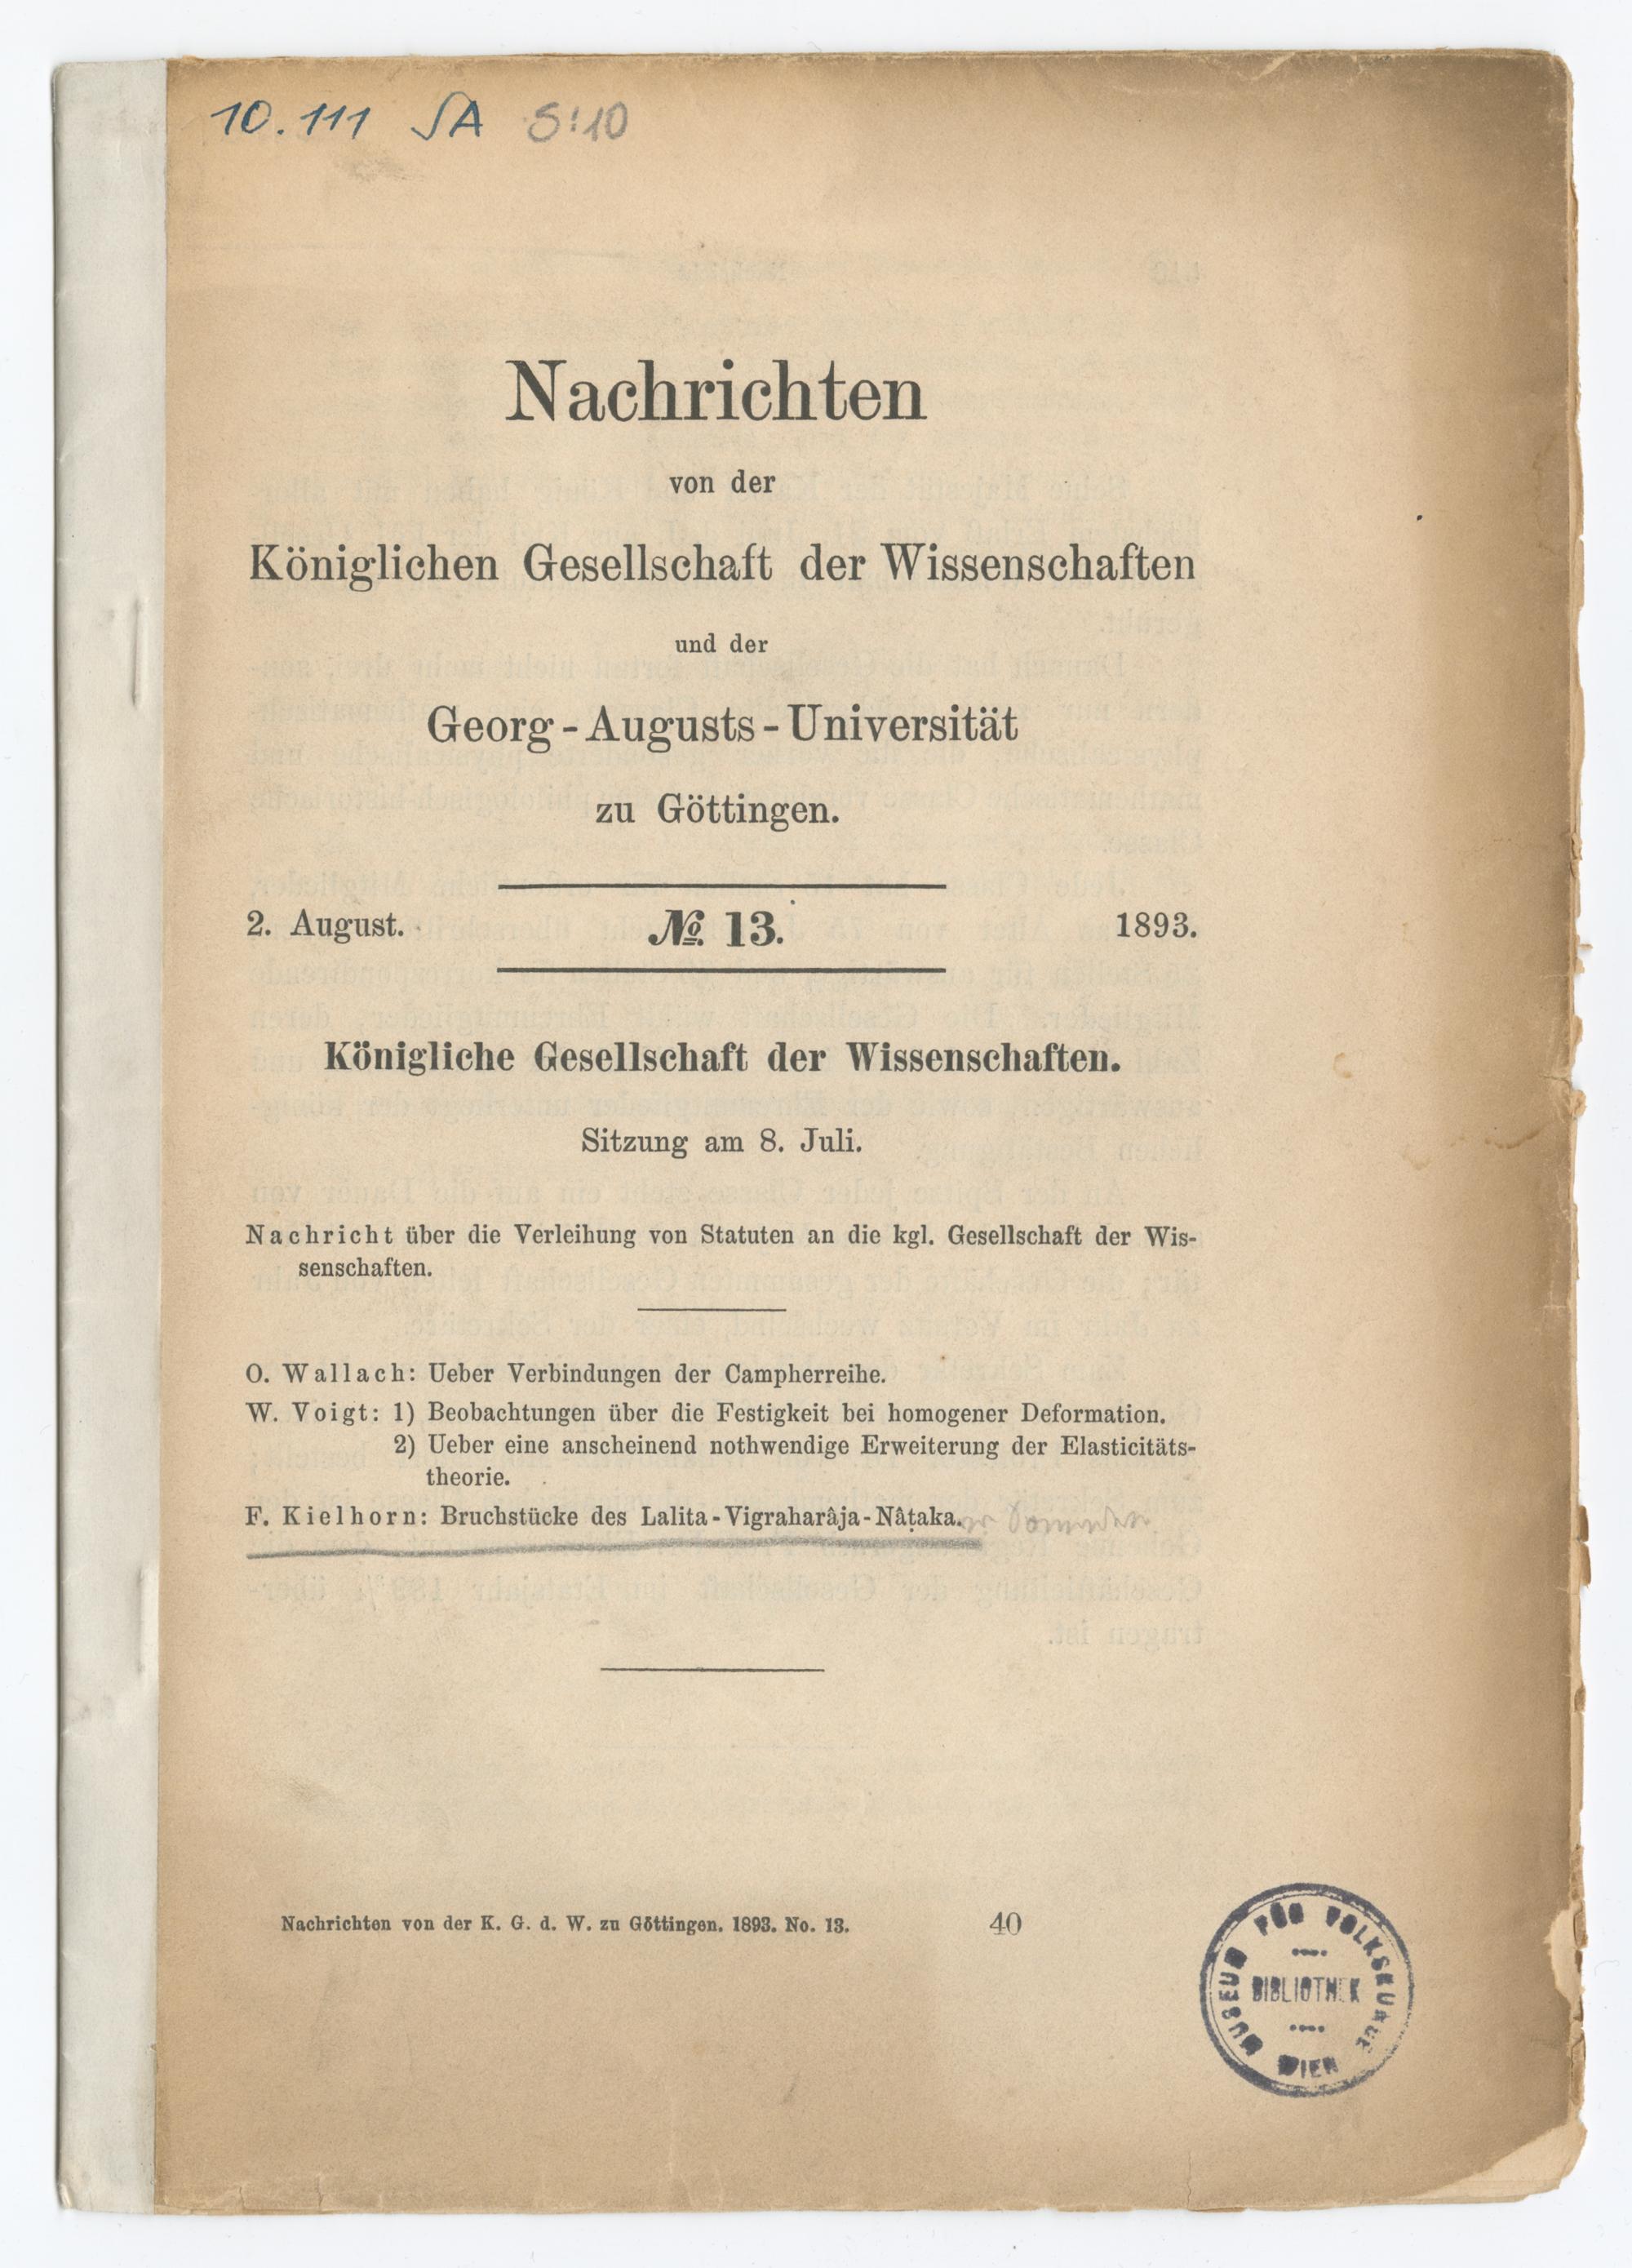 10.111 SA S:10
Nachrichten
von der
Königlichen Gesellschaft der Wissenschaften
und der
Georg-Augusts-Universität
zu Göttingen.
2. August. № 13. 1893.
Königliche Gesellschaft der Wissenschaften.
Sitzung am 8. Juli.
Nachricht über die Verleihung von Statuten an die kgl. Gesellschaft der Wis-
senschaften.
O. Wallach: Ueber Verbindungen der Campherreihe.
W. Voigt: 1) Beobachtungen über die Festigkeit bei homogener Deformation.
2) Ueber eine anscheinend nothwendige Erweiterung der Elasticitäts-
theorie.
F. Kielhorn: Bruchstücke des Lalita-Vigraharâja-Nâṭaka.
Nachrichten von der K. G. d. W. zu Göttingen. 1893. No. 13. 40
MUSEUM FÜR VOLKSKUNDE
BIBLIOTHEK
WIEN